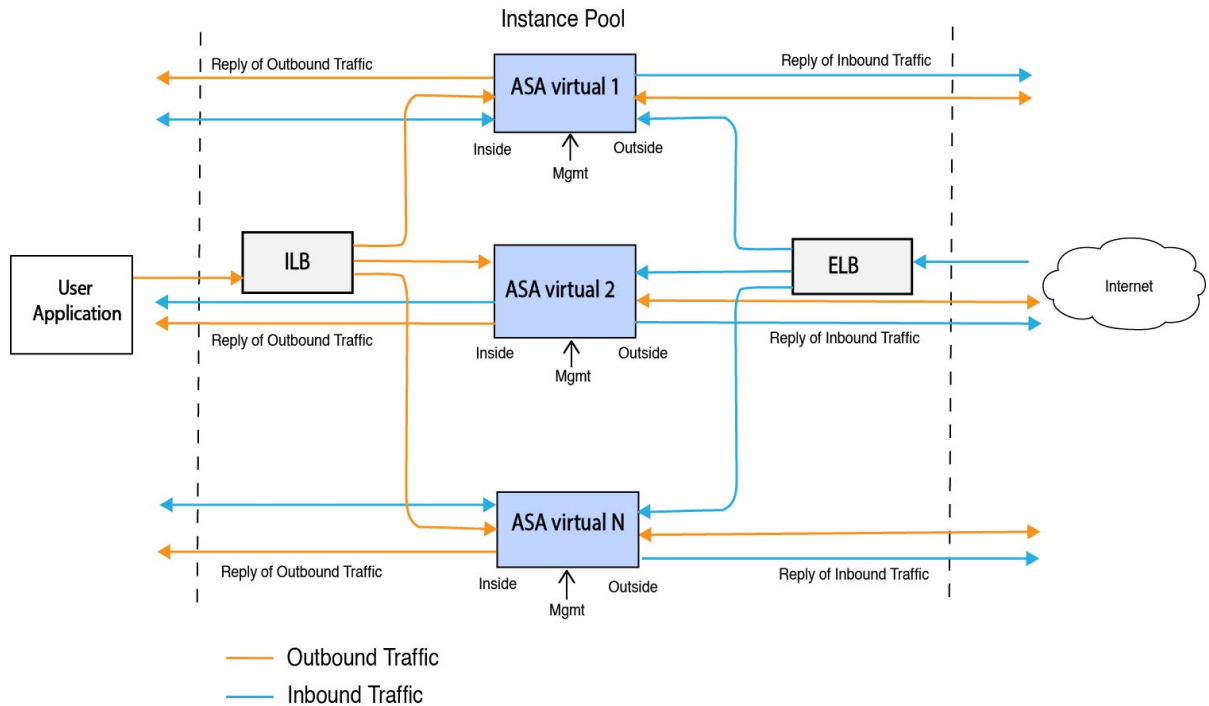 Instance Pool
Reply of Outbound Traffic
ASA virtual 1
Reply of Inbound Traffic
Inside
Outside
Mgmt
User
Application
ILB
ASA virtual 2
ELB
Internet
Reply of Outbound Traffic
Inside
Outside
Reply of Inbound Traffic
Mgmt
ASA virtual N
Reply of Outbound Traffic
Inside
Outside
Reply of Inbound Traffic
Mgmt
Outbound Traffic
Inbound Traffic